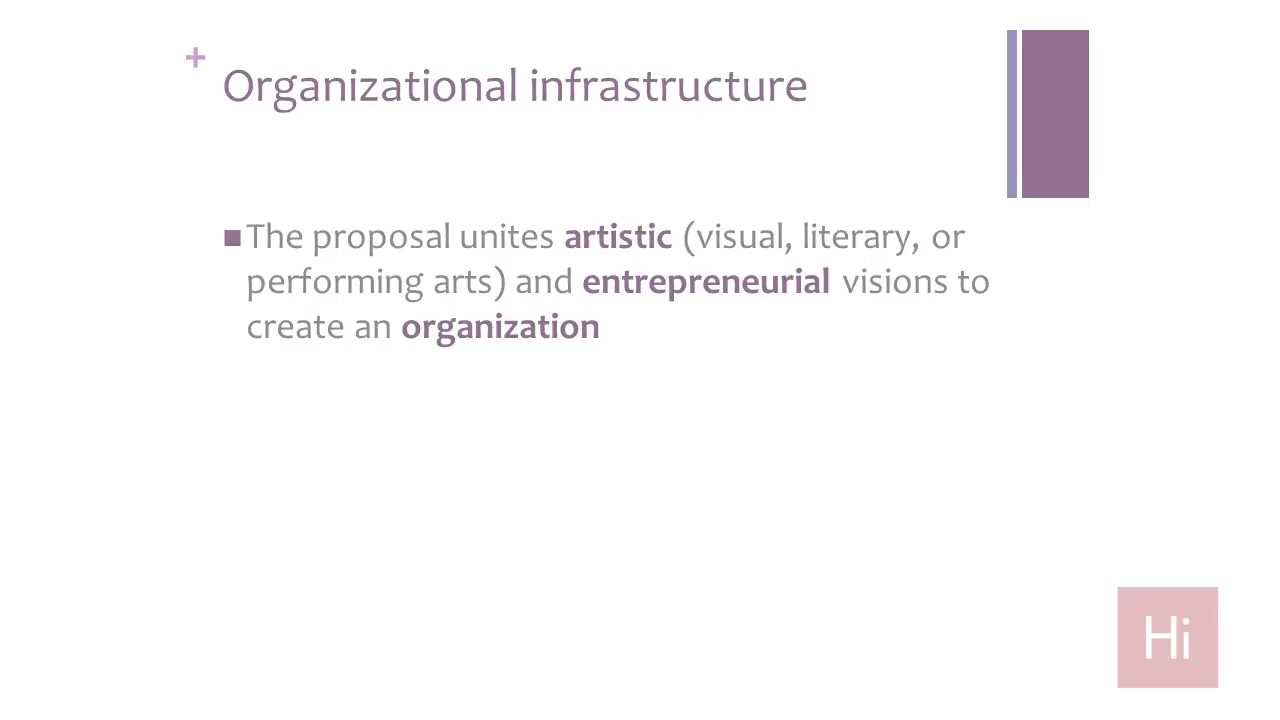 +
Organizational infrastructure
The proposal unites artistic (visual, literary, or
performing arts) and entrepreneurial visions to
create an organization
Hi